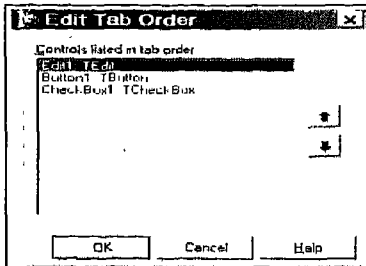 Edit Tab Order
Controls listed in tab order
Edit1 TEdit
Button1 TButton
CheckBox1 TCheckBox
OK
Cancel
Help